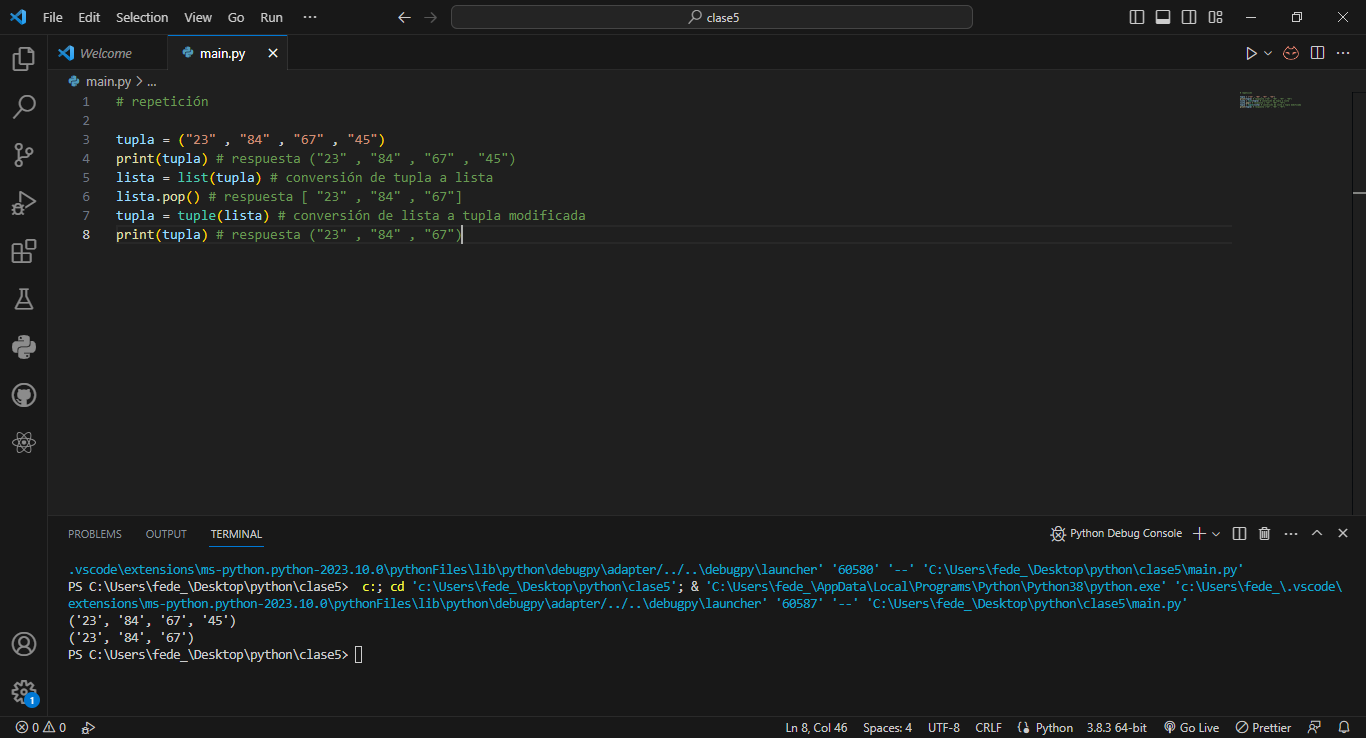 File Edit Selection View Go Run ··· clase5
Welcome main.py
main.py > ...
1 # repetición
2
3 tupla = ("23" , "84" , "67" , "45")
4 print(tupla) # respuesta ("23" , "84" , "67" , "45")
5 lista = list(tupla) # conversión de tupla a lista
6 lista.pop() # respuesta [ "23" , "84" , "67"]
7 tupla = tuple(lista) # conversión de lista a tupla modificada
8 print(tupla) # respuesta ("23" , "84" , "67")
PROBLEMS OUTPUT TERMINAL Python Debug Console
.vscode\extensions\ms-python.python-2023.10.0\pythonFiles\lib\python\debugpy\adapter/../..\debugpy\launcher' '60580' '--' 'C:\Users\fede_\Desktop\python\clase5\main.py'
PS C:\Users\fede_\Desktop\python\clase5>  c:; cd 'c:\Users\fede_\Desktop\python\clase5'; & 'C:\Users\fede_\AppData\Local\Programs\Python\Python38\python.exe' 'c:\Users\fede_\.vscode\
extensions\ms-python.python-2023.10.0\pythonFiles\lib\python\debugpy\adapter/../..\debugpy\launcher' '60587' '--' 'C:\Users\fede_\Desktop\python\clase5\main.py'
('23', '84', '67', '45')
('23', '84', '67')
PS C:\Users\fede_\Desktop\python\clase5>
1
0 0 Ln 8, Col 46 Spaces: 4 UTF-8 CRLF Python 3.8.3 64-bit Go Live Prettier